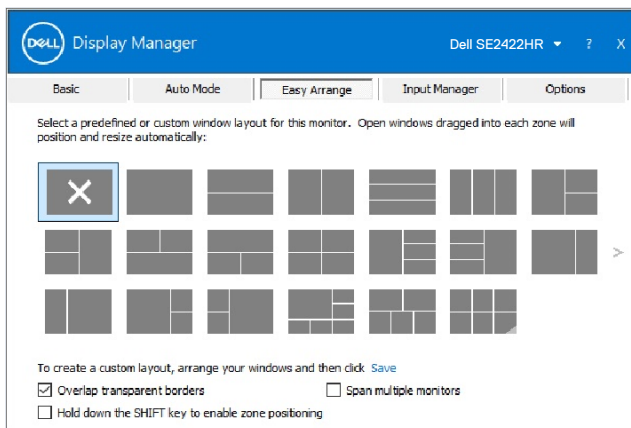 DELL Display Manager Dell SE2422HR ? X
Basic Auto Mode Easy Arrange Input Manager Options
Select a predefined or custom window layout for this monitor. Open windows dragged into each zone will
position and resize automatically:
>
To create a custom layout, arrange your windows and then click Save
Overlap transparent borders Span multiple monitors
Hold down the SHIFT key to enable zone positioning